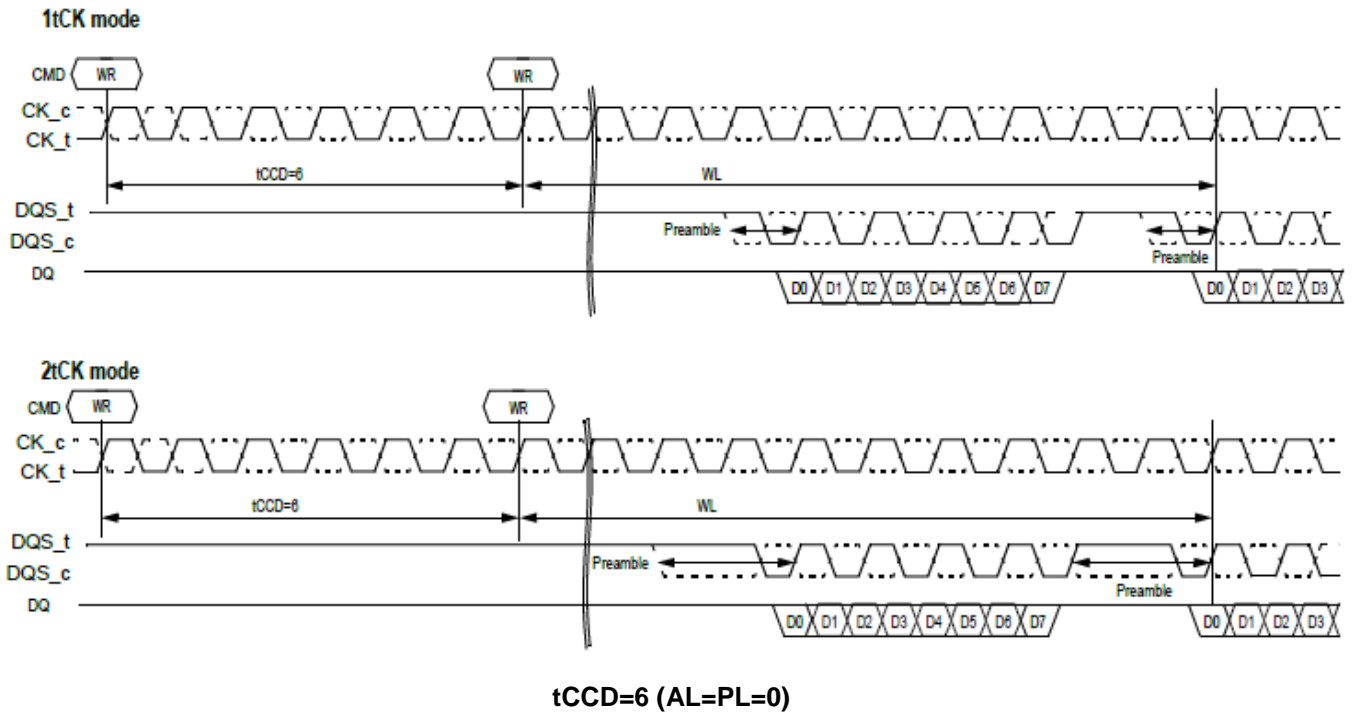 1tCK mode
CMD WR WR
CK_c
CK_t
tCCD=6 WL
DQS_t
Preamble
DQS_c
Preamble
DQ
D0 D1 D2 D3 D4 D5 D6 D7 D0 D1 D2 D3
2tCK mode
CMD WR WR
CK_c
CK_t
tCCD=6 WL
DQS_t
Preamble
DQS_c
Preamble
DQ
D0 D1 D2 D3 D4 D5 D6 D7 D0 D1 D2 D3
tCCD=6 (AL=PL=0)